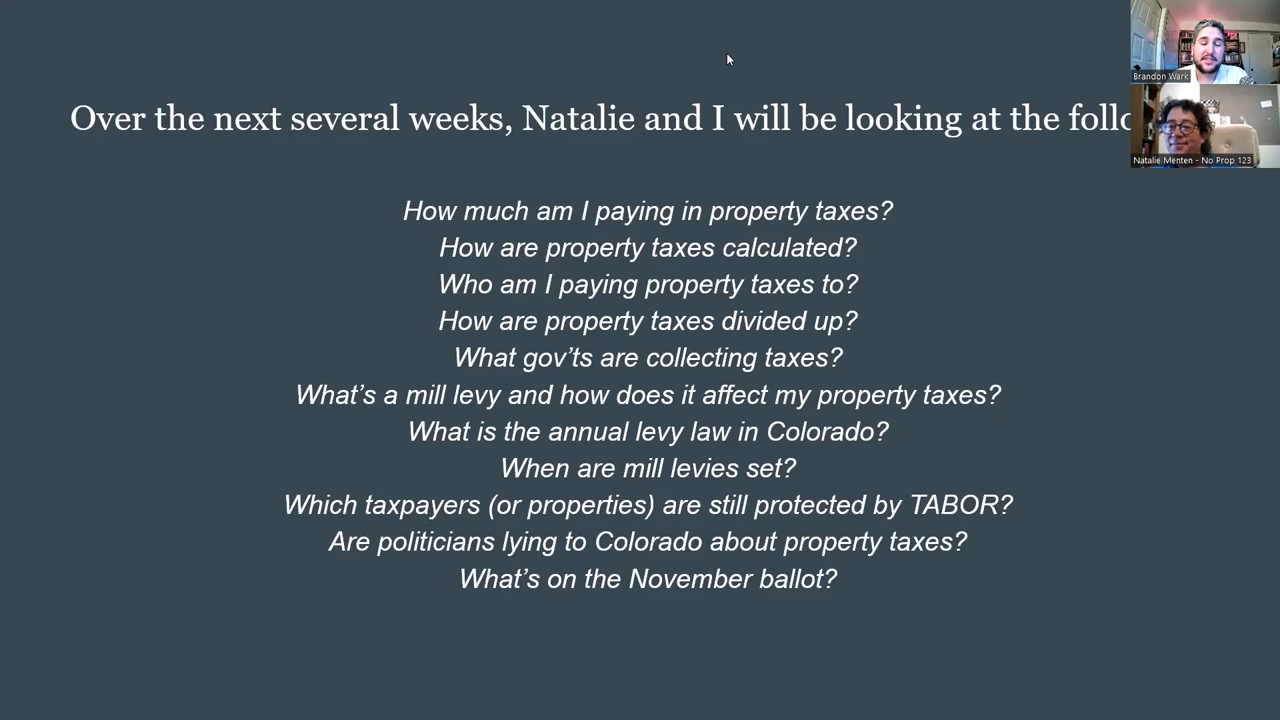 Brandon Wark
Over the next several weeks, Natalie and I will be looking at the follo
Natalie Menten - No Prop 123
How much am I paying in property taxes?
How are property taxes calculated?
Who am I paying property taxes to?
How are property taxes divided up?
What gov'ts are collecting taxes?
What's a mill levy and how does it affect my property taxes?
What is the annual levy law in Colorado?
When are mill levies set?
Which taxpayers (or properties) are still protected by TABOR?
Are politicians lying to Colorado about property taxes?
What's on the November ballot?